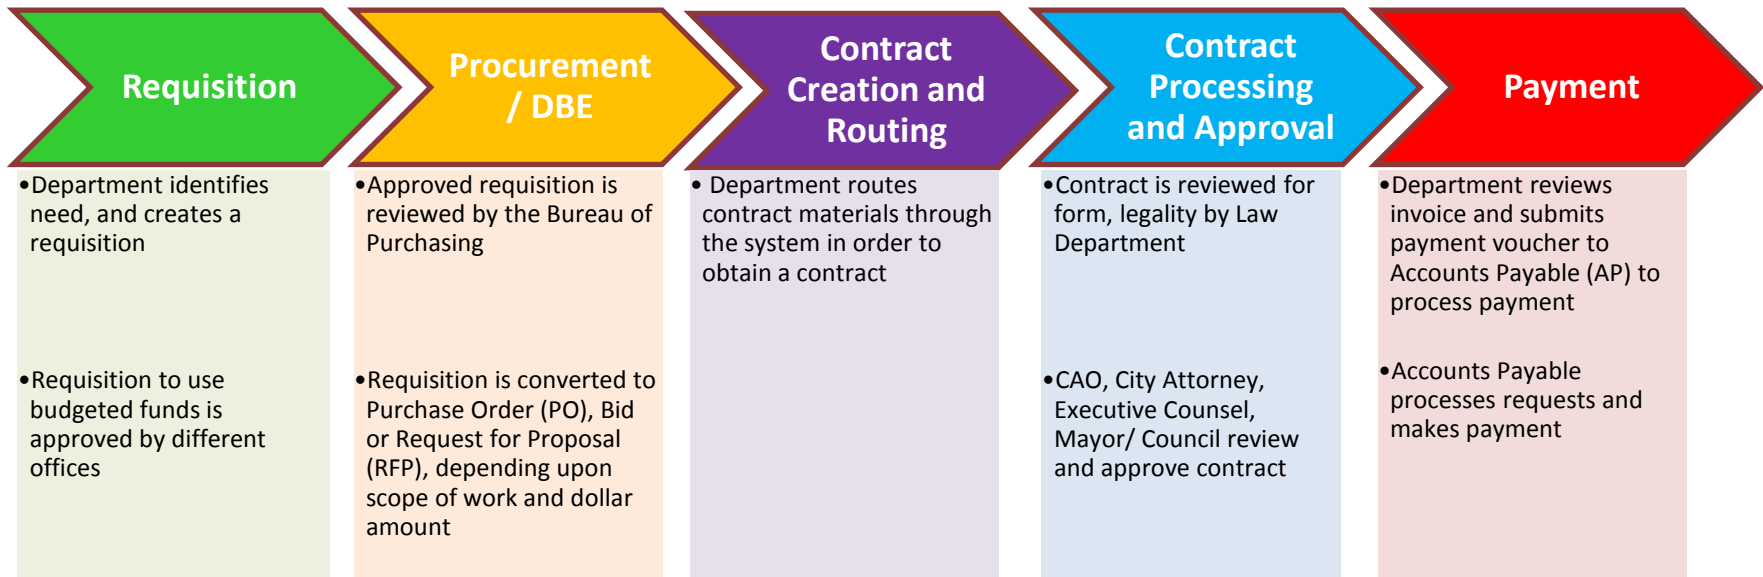 Requisition
Procurement
/ DBE
Contract
Creation and
Routing
Contract
Processing
and Approval
Payment
•Department identifies
need, and creates a
requisition
•Requisition to use
budgeted funds is
approved by different
offices
•Approved requisition is
reviewed by the Bureau of
Purchasing
•Requisition is converted to
Purchase Order (PO), Bid
or Request for Proposal
(RFP), depending upon
scope of work and dollar
amount
• Department routes
contract materials through
the system in order to
obtain a contract
•Contract is reviewed for
form, legality by Law
Department
•CAO, City Attorney,
Executive Counsel,
Mayor/ Council review
and approve contract
•Department reviews
invoice and submits
payment voucher to
Accounts Payable (AP) to
process payment
•Accounts Payable
processes requests and
makes payment